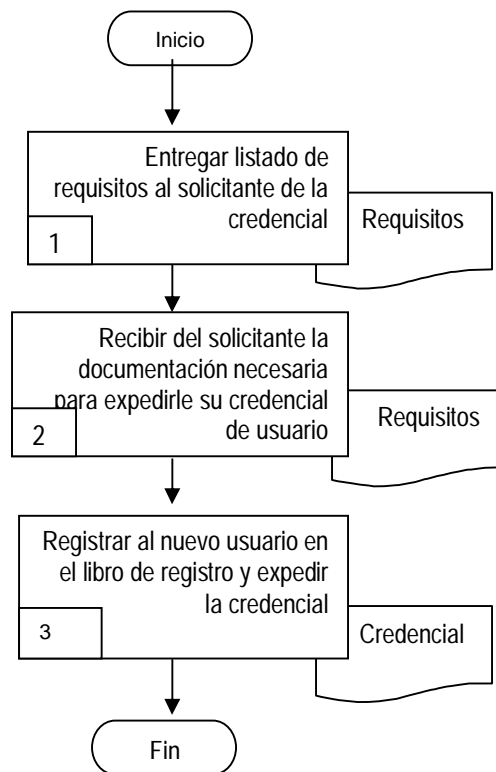 Inicio
Entregar listado de
requisitos al solicitante de la
credencial
1
Requisitos
Recibir del solicitante la
documentación necesaria
para expedirle su credencial
de usuario
2
Requisitos
Registrar al nuevo usuario en
el libro de registro y expedir
la credencial
3
Credencial
Fin